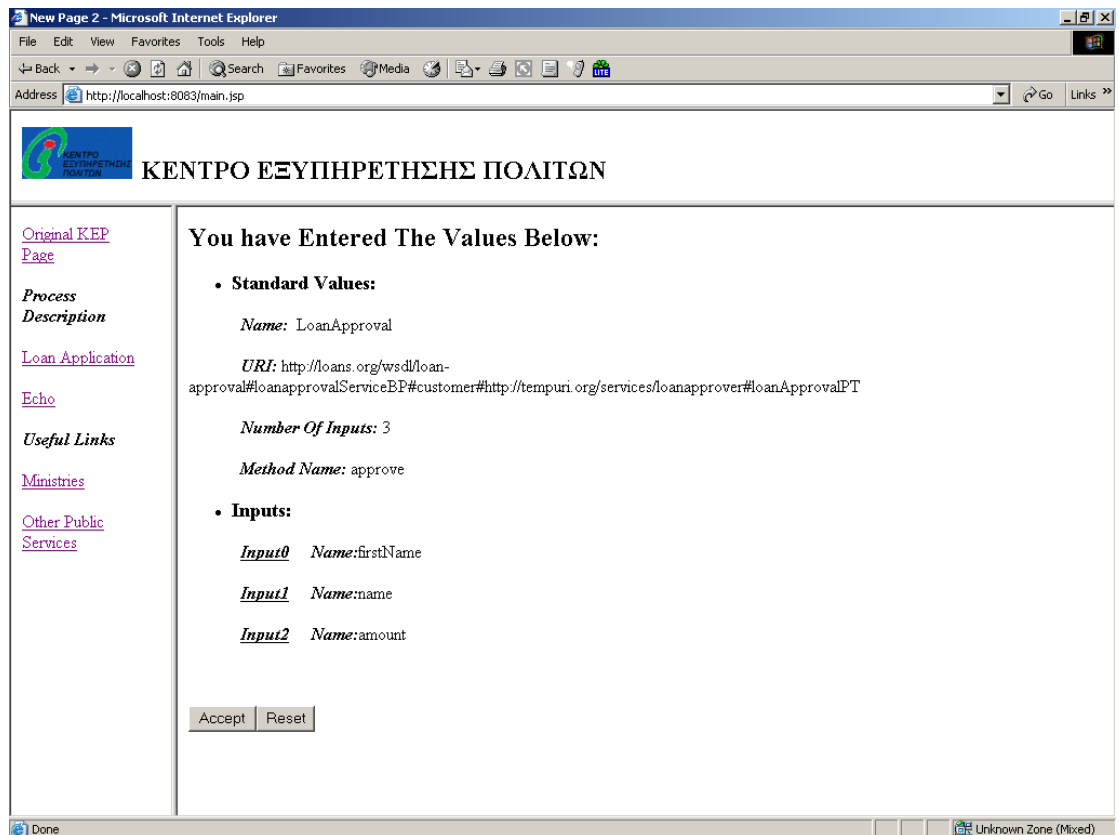 New Page 2 - Microsoft Internet Explorer
File Edit View Favorites Tools Help
Back Search Favorites Media LITE
Address http://localhost:8083/main.jsp Go Links »
ΚΕΝΤΡΟ
ΕΞΥΠΗΡΕΤΗΣΗΣ
ΠΟΛΙΤΩΝ
ΚΕΝΤΡΟ ΕΞΥΠΗΡΕΤΗΣΗΣ ΠΟΛΙΤΩΝ
Original KEP
Page
Process
Description
Loan Application
Echo
Useful Links
Ministries
Other Public
Services
You have Entered The Values Below:
• Standard Values:
Name: LoanApproval
URI: http://loans.org/wsdl/loan-
approval#loanapprovalServiceBP#customer#http://tempuri.org/services/loanapprover#loanApprovalPT
Number Of Inputs: 3
Method Name: approve
• Inputs:
Input0 Name:firstName
Input1 Name:name
Input2 Name:amount
Accept Reset
Done Unknown Zone (Mixed)